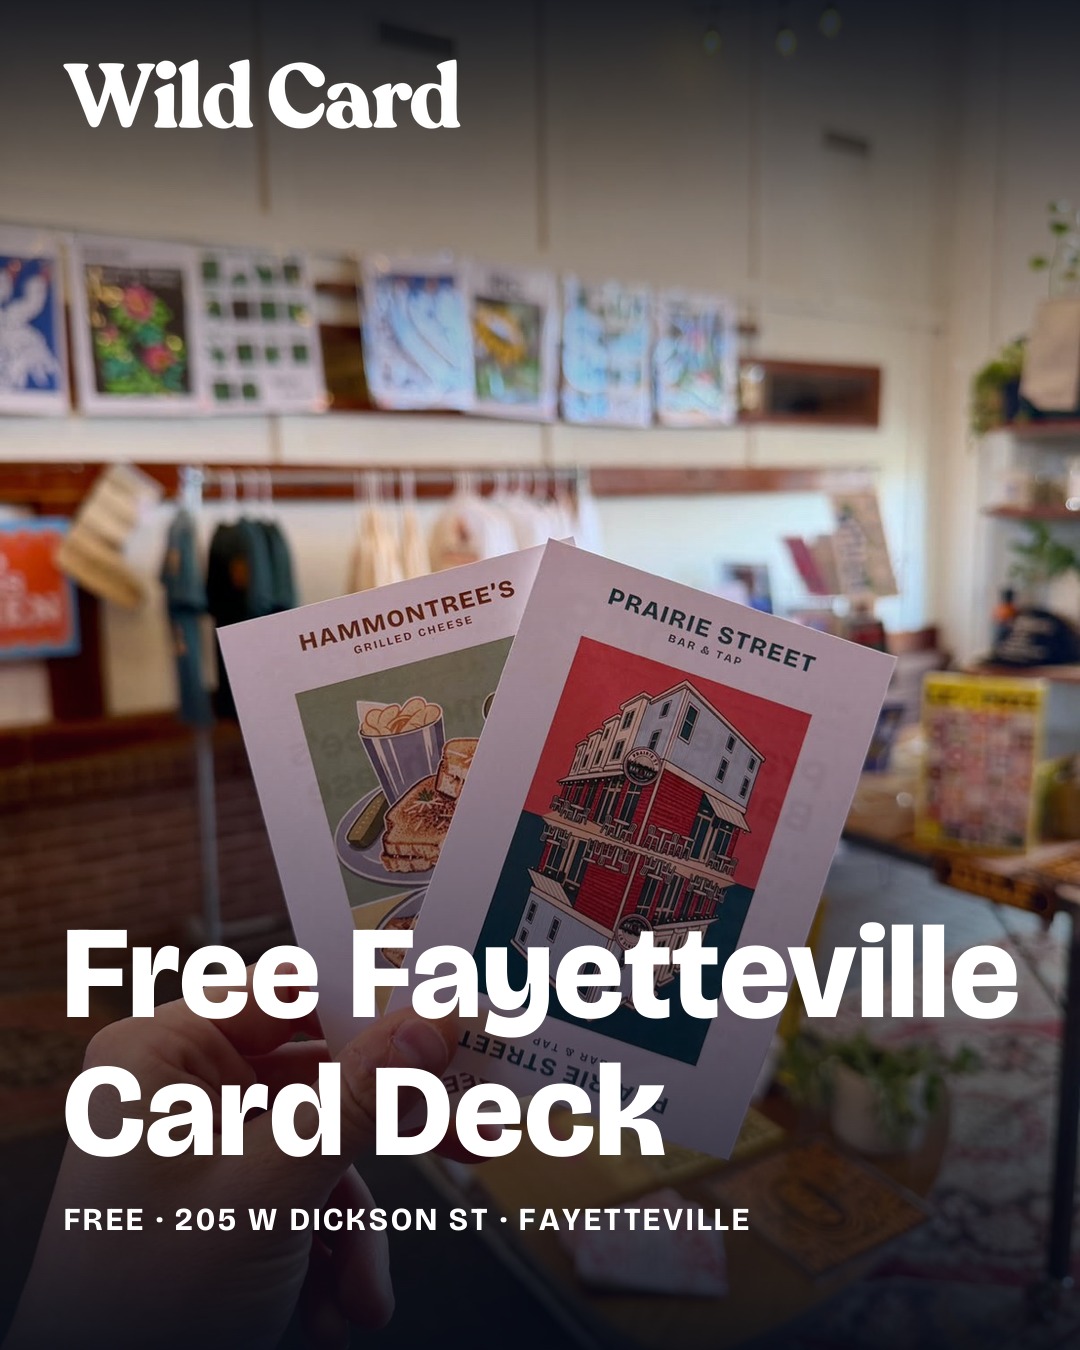 Wild Card
HAMMONTREE'S
GRILLED CHEESE
PRAIRIE STREET
BAR & TAP
Free Fayetteville
Card Deck
FREE · 205 W DICKSON ST · FAYETTEVILLE